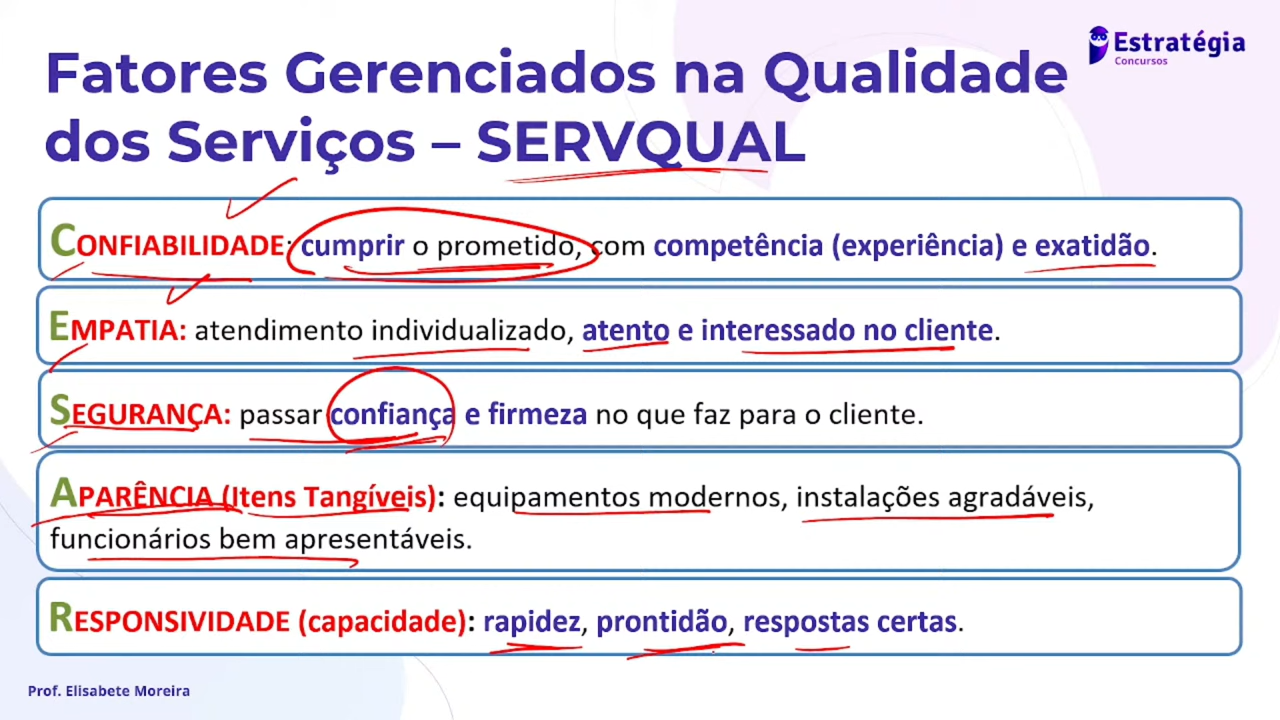 Estratégia
Concursos
Fatores Gerenciados na Qualidade
dos Serviços – SERVQUAL
CONFIABILIDADE: cumprir o prometido, com competência (experiência) e exatidão.
EMPATIA: atendimento individualizado, atento e interessado no cliente.
SEGURANÇA: passar confiança e firmeza no que faz para o cliente.
APARÊNCIA (Itens Tangíveis): equipamentos modernos, instalações agradáveis,
funcionários bem apresentáveis.
RESPONSIVIDADE (capacidade): rapidez, prontidão, respostas certas.
Prof. Elisabete Moreira